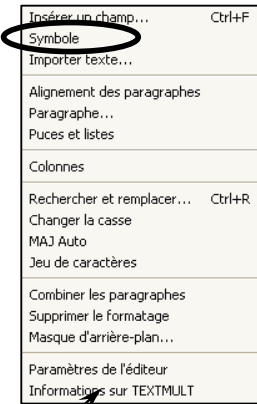 Insérer un champ... Ctrl+F
Symbole
Importer texte...
Alignement des paragraphes
Paragraphe...
Puces et listes
Colonnes
Rechercher et remplacer... Ctrl+R
Changer la casse
MAJ Auto
Jeu de caractères
Combiner les paragraphes
Supprimer le formatage
Masque d'arrière-plan...
Paramètres de l'éditeur
Informations sur TEXTMULT